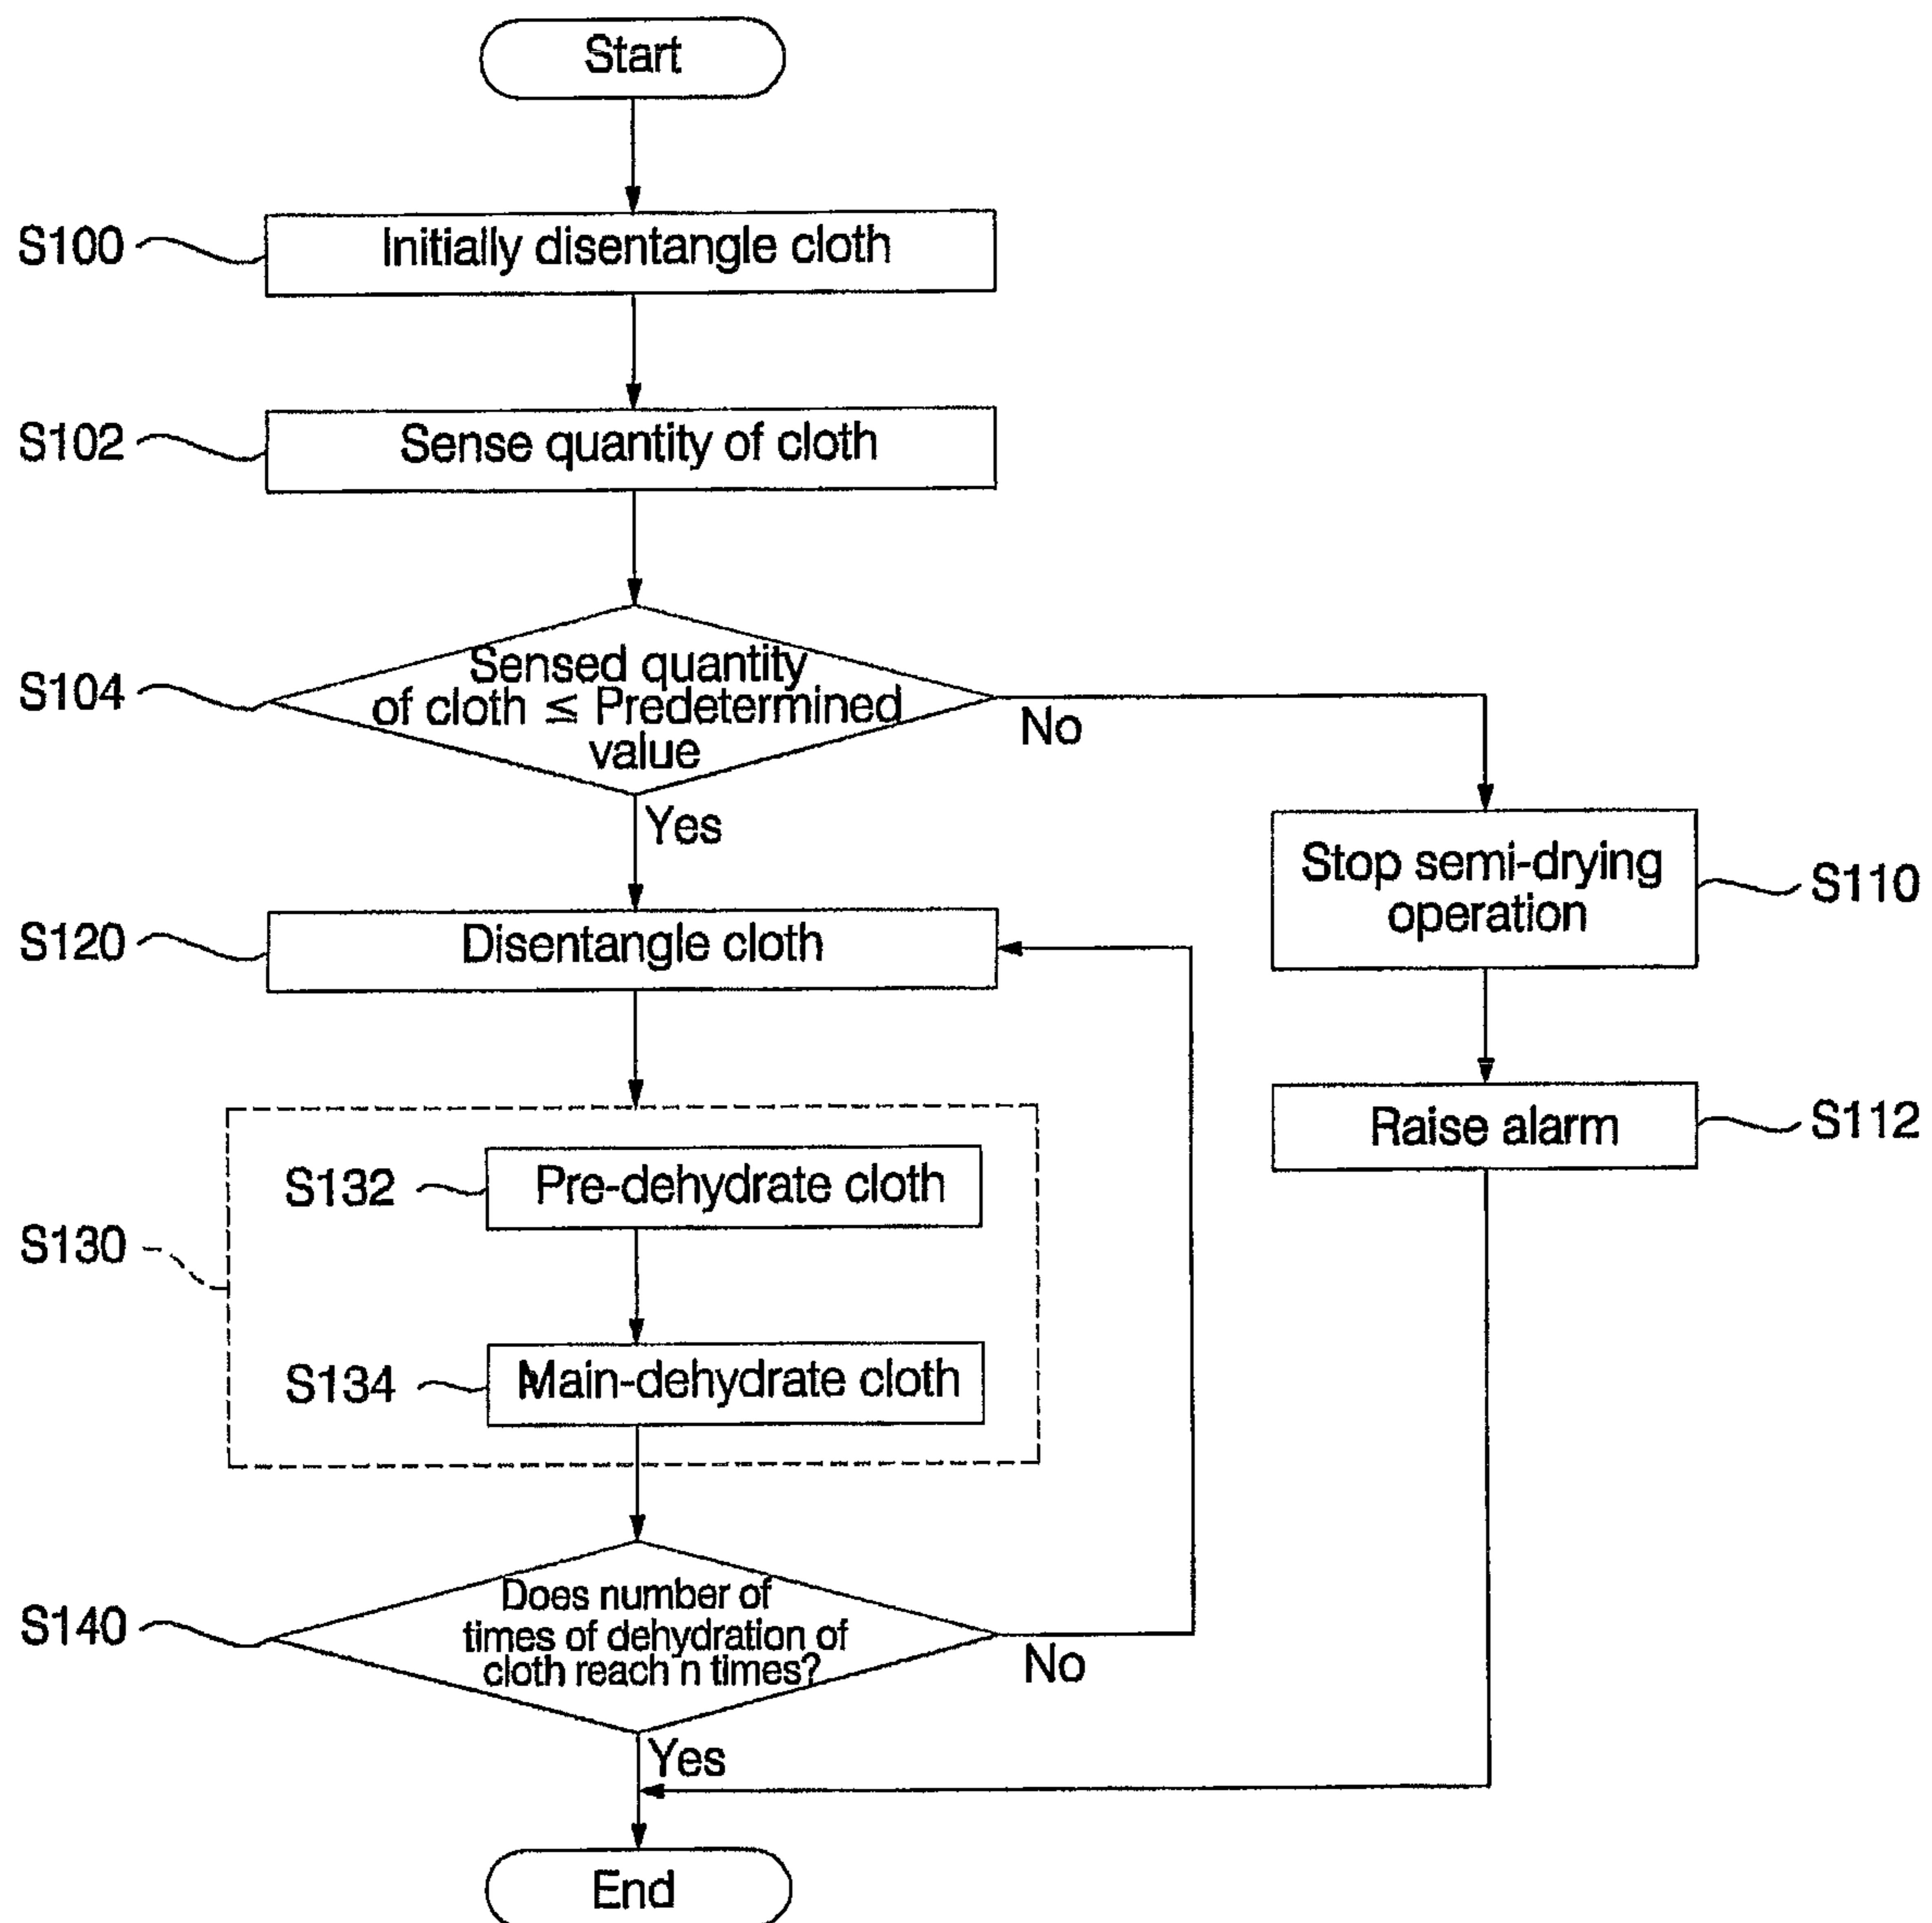 Start
S100
Initially disentangle cloth
S102
Sense quantity of cloth
S104
Sensed quantity
of cloth ≦ Predetermined
value
No
Yes
Stop semi-drying
operation
S110
S120
Disentangle cloth
Raise alarm
S112
S130
S132
Pre-dehydrate cloth
S134
Main-dehydrate cloth
S140
Does number of
times of dehydration of
cloth reach n times?
No
Yes
End